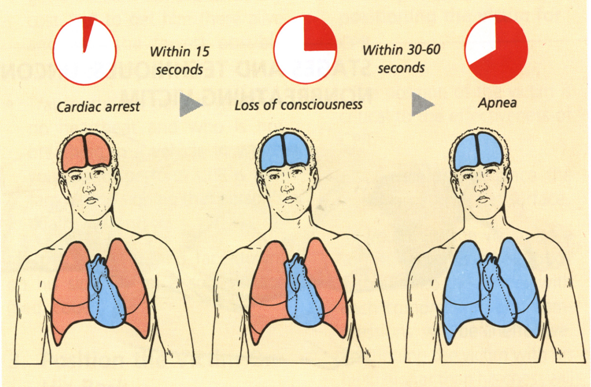 Within 15
seconds
Within 30-60
seconds
Cardiac arrest
Loss of consciousness
Apnea